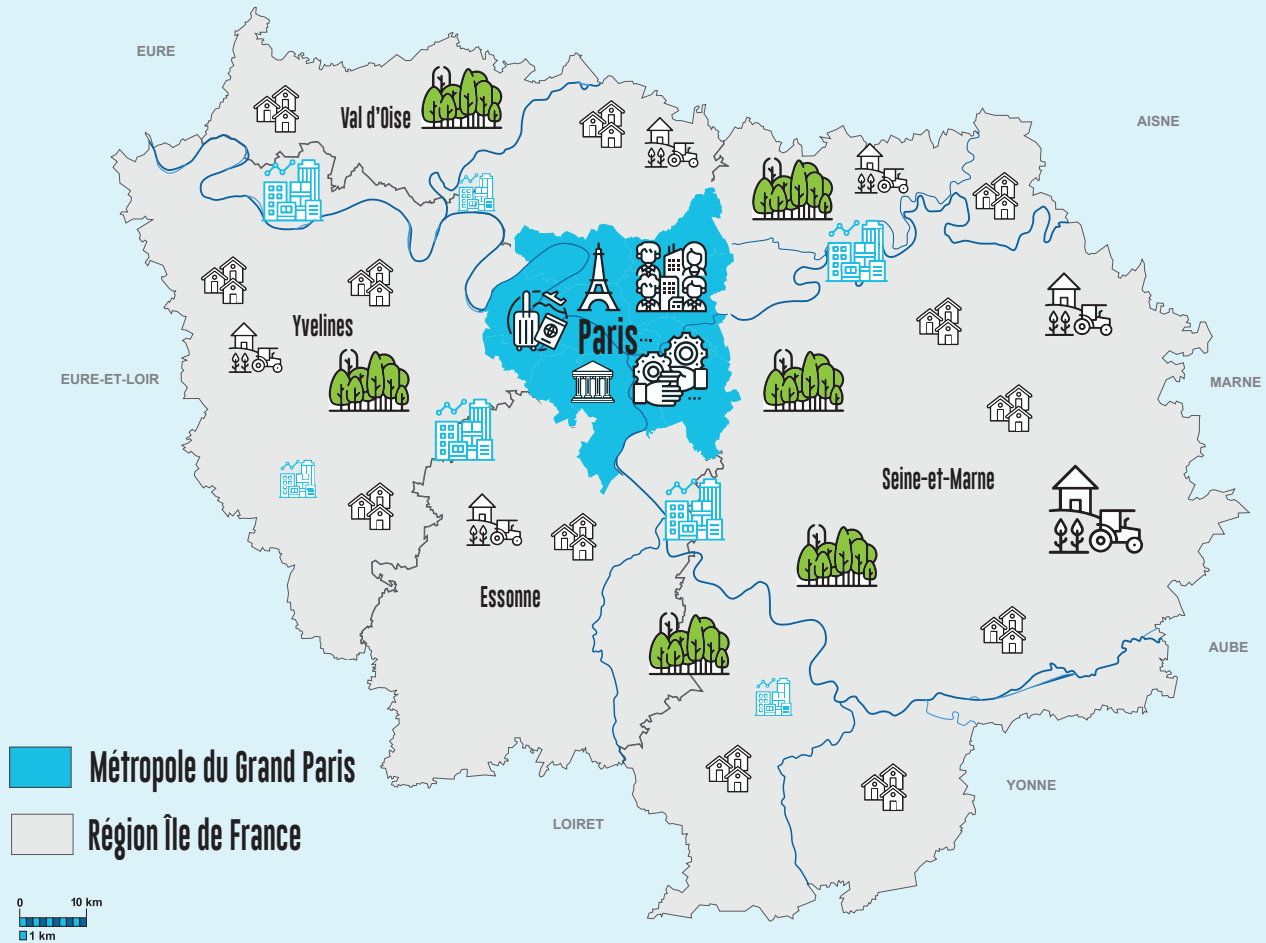 EURE
AISNE
Val d'Oise
Yvelines
Paris...
...
EURE-ET-LOIR
MARNE
Seine-et-Marne
Essonne
AUBE
Métropole du Grand Paris
YONNE
LOIRET
Région Île de France
0 10 km
1 km